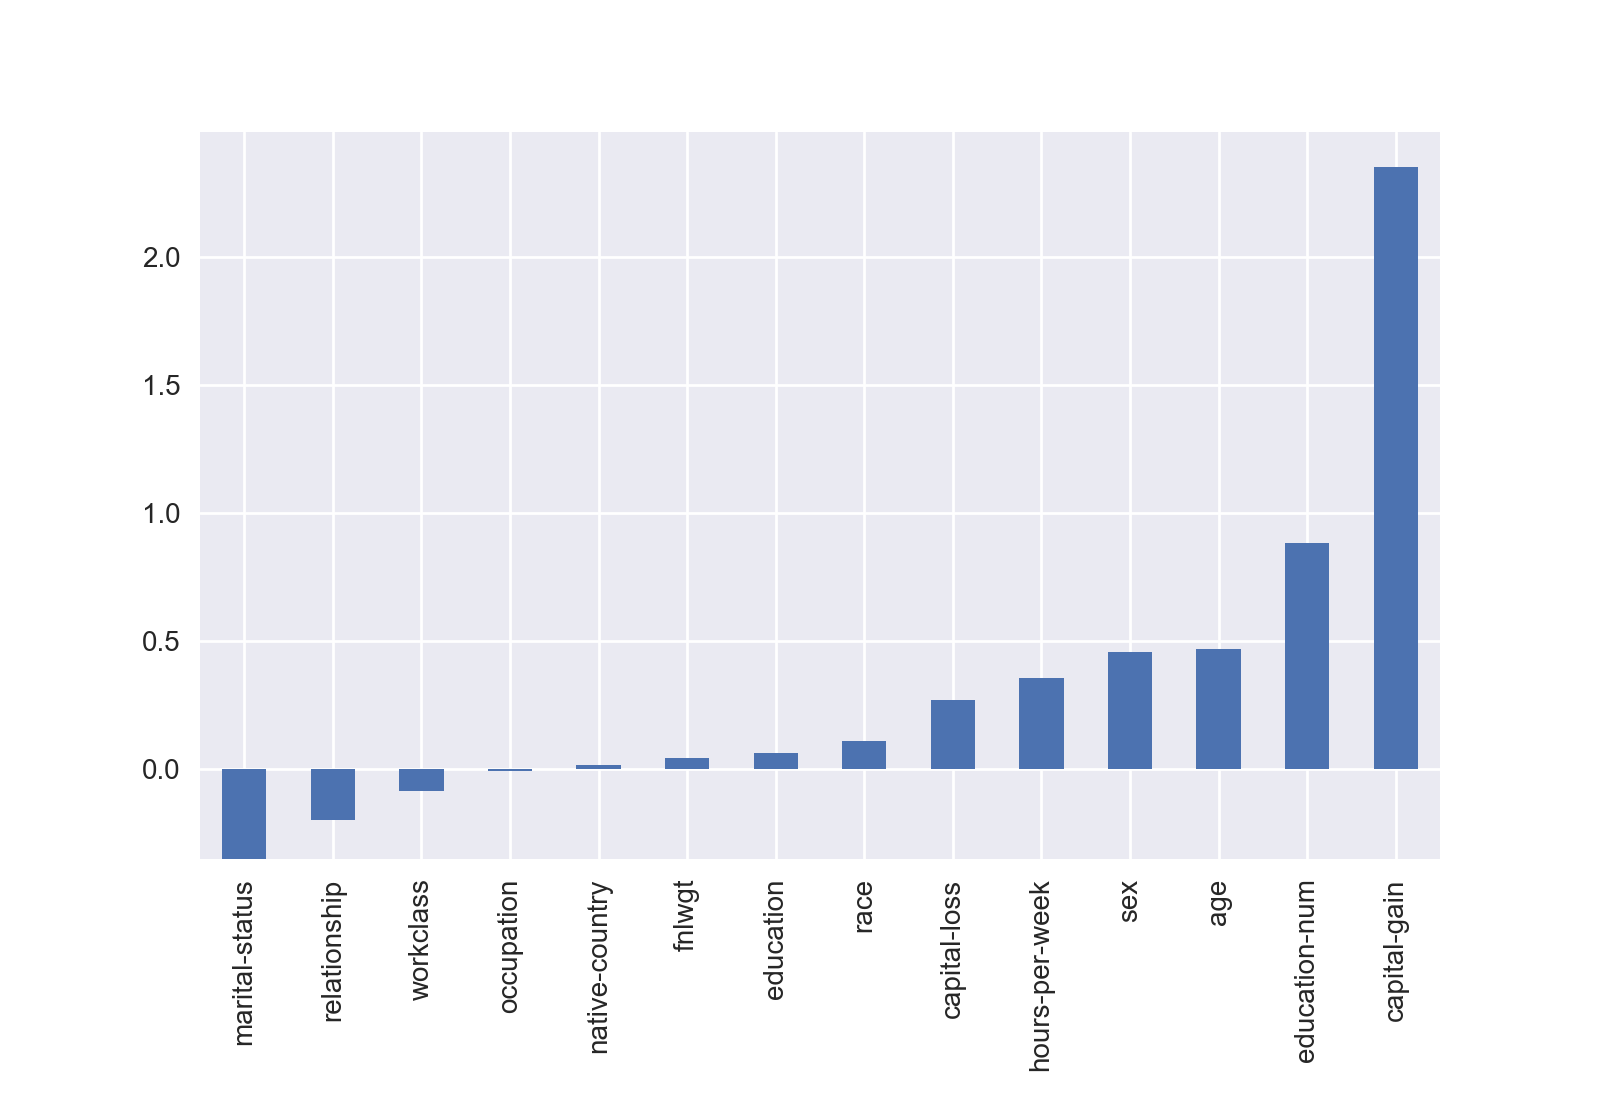 2.0
1.5
1.0
0.5
0.0
marital-status
relationship
workclass
occupation
native-country
fnlwgt
education
race
capital-loss
hours-per-week
sex
age
education-num
capital-gain